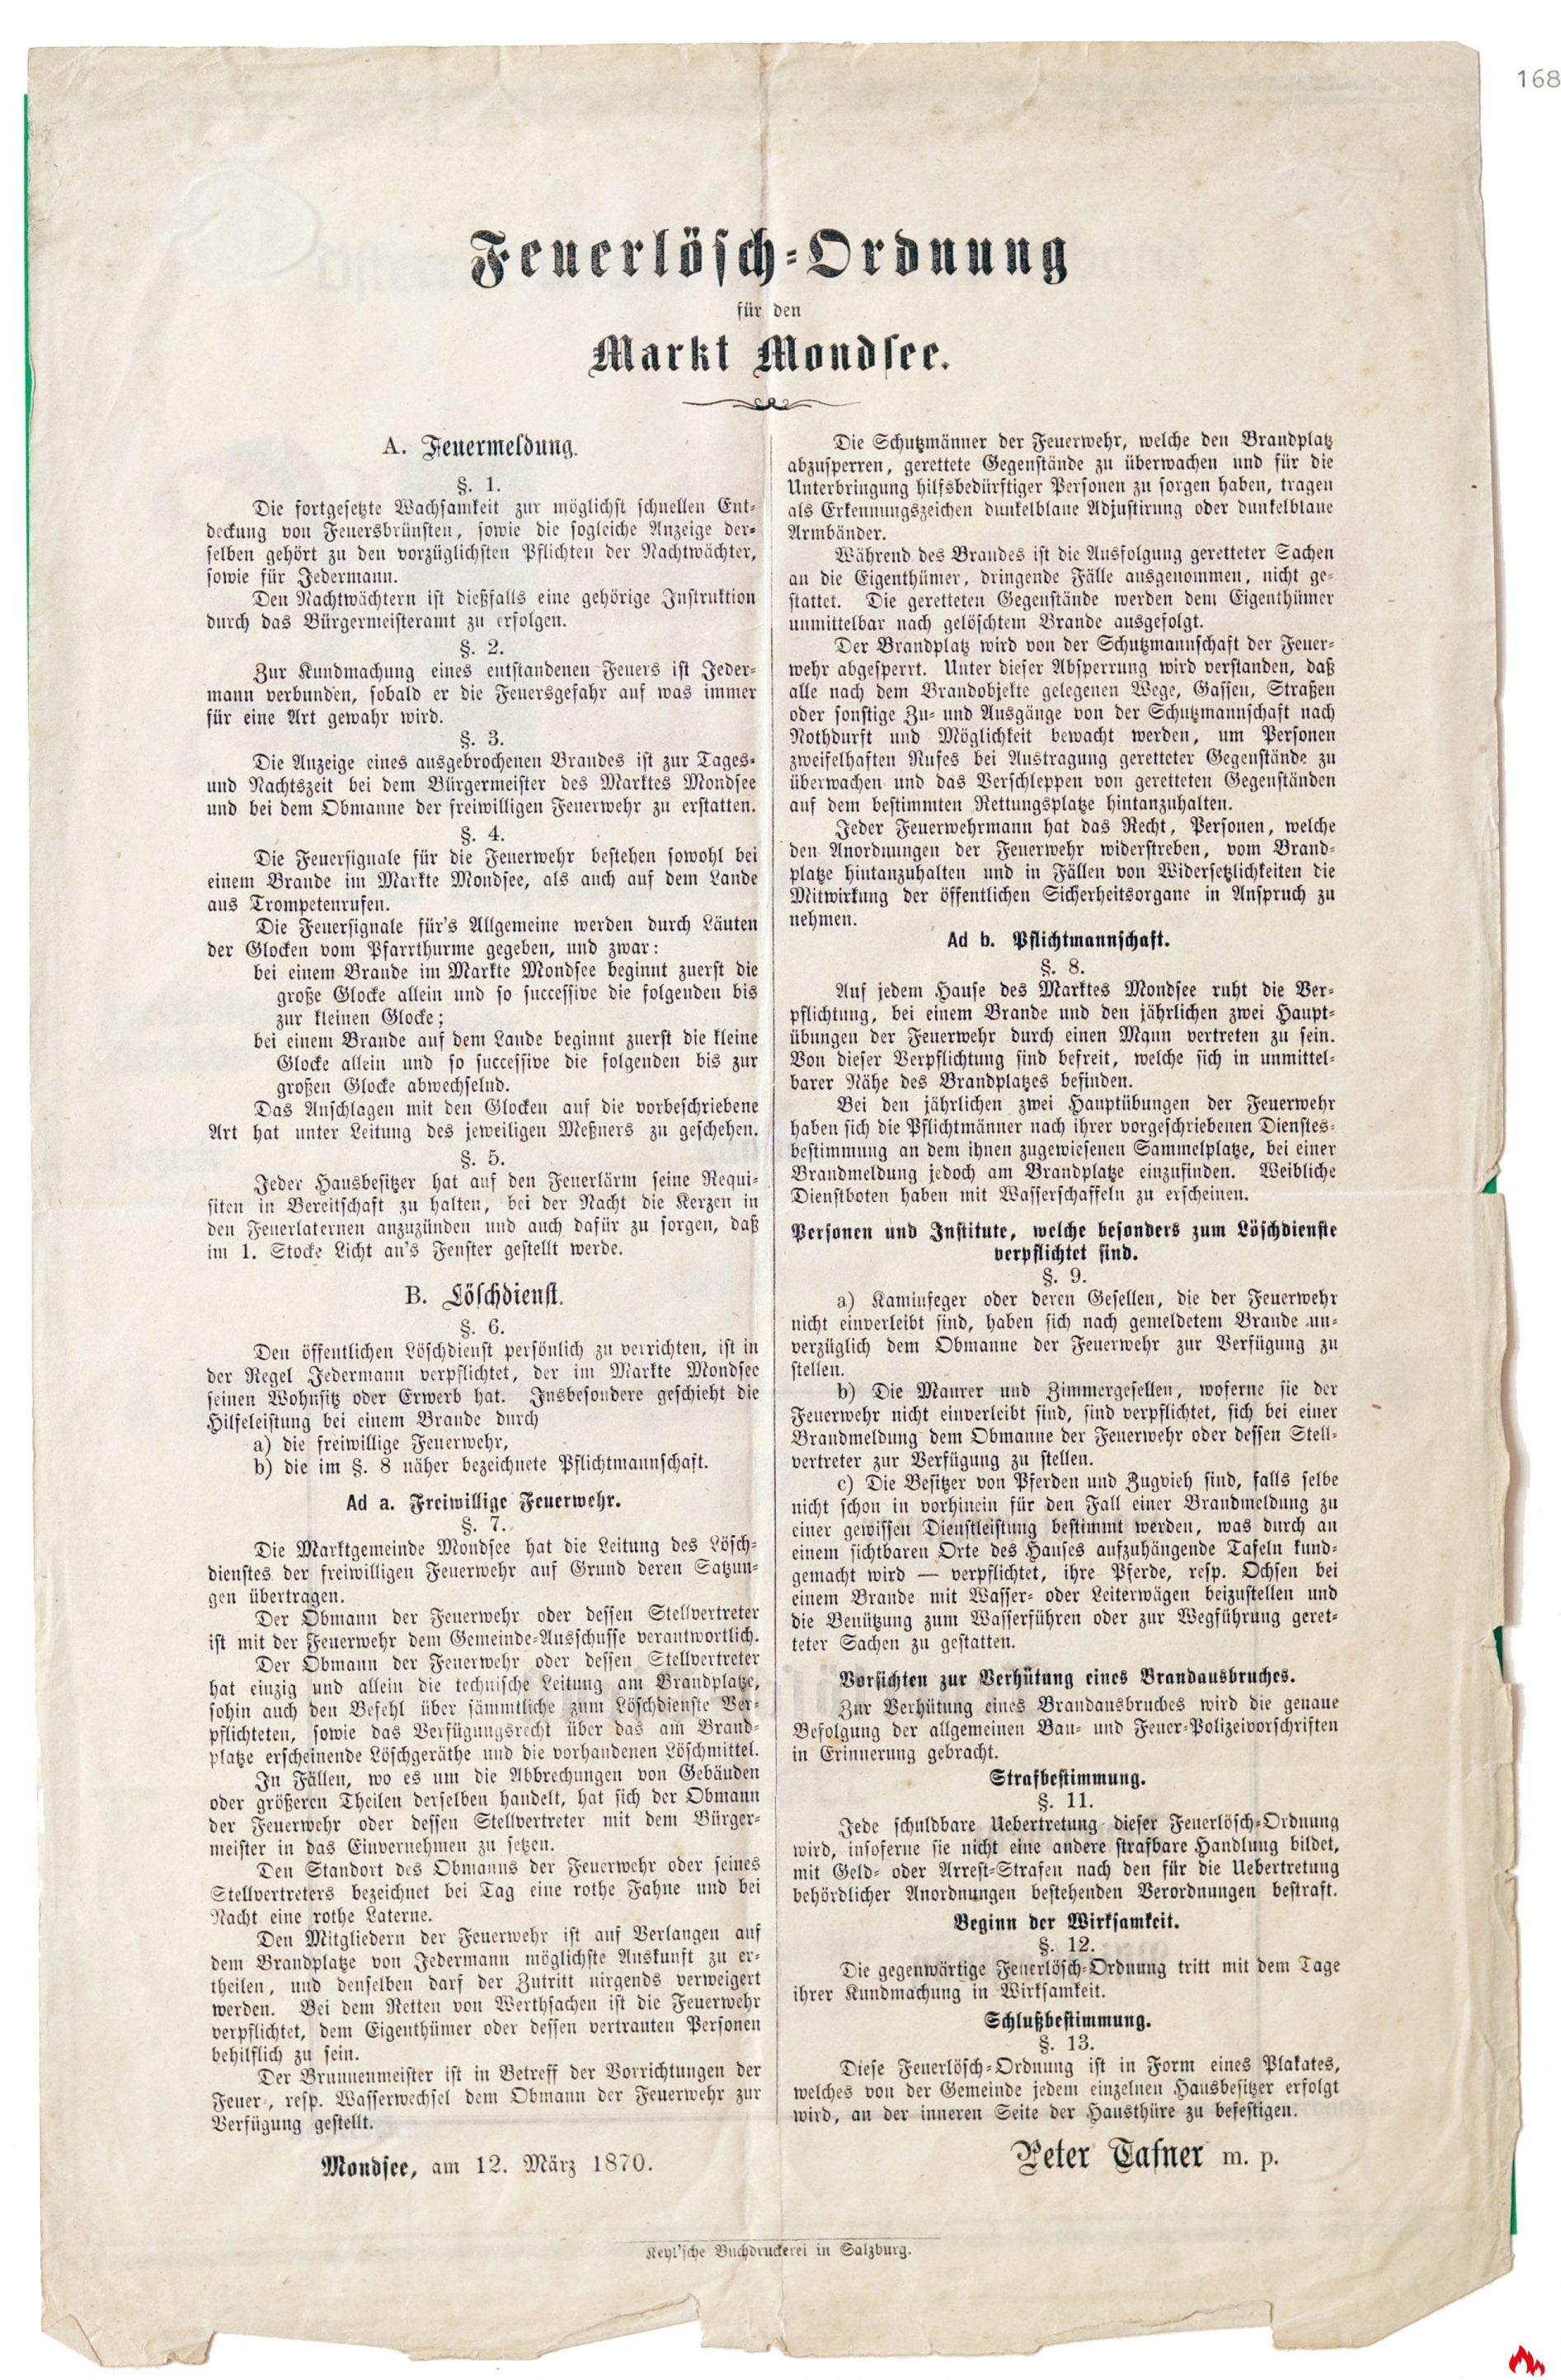 168
Feuerlösch-Ordnung
für den
Markt Mondsee.
A. Feuermeldung.
§. 1.
Die fortgesetzte Wachsamkeit zur möglichst schnellen Ent-
deckung von Feuersbrünsten, sowie die sogleiche Anzeige der-
selben gehört zu den vorzüglichsten Pflichten der Nachtwächter,
sowie für Jedermann.
Den Nachtwächtern ist dießfalls eine gehörige Instruktion
durch das Bürgermeisteramt zu erfolgen.
§. 2.
Zur Kundmachung eines entstandenen Feuers ist Jeder-
mann verbunden, sobald er die Feuersgefahr auf was immer
für eine Art gewahr wird.
§. 3.
Die Anzeige eines ausgebrochenen Brandes ist zur Tages-
und Nachtszeit bei dem Bürgermeister des Marktes Mondsee
und bei dem Obmanne der freiwilligen Feuerwehr zu erstatten.
§. 4.
Die Feuersignale für die Feuerwehr bestehen sowohl bei
einem Brande im Markte Mondsee, als auch auf dem Lande
aus Trompetenrufen.
Die Feuersignale für's Allgemeine werden durch Läuten
der Glocken vom Pfarrthurme gegeben, und zwar:
bei einem Brande im Markte Mondsee beginnt zuerst die
große Glocke allein und so successive die folgenden bis
zur kleinen Glocke;
bei einem Brande auf dem Lande beginnt zuerst die kleine
Glocke allein und so successive die folgenden bis zur
großen Glocke abwechselnd.
Das Anschlagen mit den Glocken auf die vorbeschriebene
Art hat unter Leitung des jeweiligen Meßners zu geschehen.
§. 5.
Jeder Hausbesitzer hat auf den Feuerlärm seine Requi-
siten in Bereitschaft zu halten, bei der Nacht die Kerzen in
den Feuerlaternen anzuzünden und auch dafür zu sorgen, daß
im 1. Stocke Licht an's Fenster gestellt werde.
B. Löschdienst.
§. 6.
Den öffentlichen Löschdienst persönlich zu verrichten, ist in
der Regel Jedermann verpflichtet, der im Markte Mondsee
seinen Wohnsitz oder Erwerb hat. Insbesondere geschieht die
Hilfeleistung bei einem Brande durch
a) die freiwillige Feuerwehr,
b) die im §. 8 näher bezeichnete Pflichtmannschaft.
Ad a. Freiwillige Feuerwehr.
§. 7.
Die Marktgemeinde Mondsee hat die Leitung des Lösch-
dienstes der freiwilligen Feuerwehr auf Grund deren Satzun-
gen übertragen.
Der Obmann der Feuerwehr oder dessen Stellvertreter
ist mit der Feuerwehr dem Gemeinde-Ausschusse verantwortlich.
Der Obmann der Feuerwehr oder dessen Stellvertreter
hat einzig und allein die technische Leitung am Brandplatze,
sohin auch den Befehl über sämmtliche zum Löschdienste Ver-
pflichteten, sowie das Verfügungsrecht über das am Brand-
platze erscheinende Löschgeräthe und die vorhandenen Löschmittel.
In Fällen, wo es um die Abbrechungen von Gebäuden
oder größeren Theilen derselben handelt, hat sich der Obmann
der Feuerwehr oder dessen Stellvertreter mit dem Bürger-
meister in das Einvernehmen zu setzen.
Den Standort des Obmanns der Feuerwehr oder seines
Stellvertreters bezeichnet bei Tag eine rothe Fahne und bei
Nacht eine rothe Laterne.
Den Mitgliedern der Feuerwehr ist auf Verlangen auf
dem Brandplatze von Jedermann möglichste Auskunft zu er-
theilen, und denselben darf der Zutritt nirgends verweigert
werden. Bei dem Retten von Werthsachen ist die Feuerwehr
verpflichtet, dem Eigenthümer oder dessen vertrauten Personen
behilflich zu sein.
Der Brunnenmeister ist in Betreff der Vorrichtungen der
Feuer-, resp. Wasserwechsel dem Obmann der Feuerwehr zur
Verfügung gestellt.
Die Schutzmänner der Feuerwehr, welche den Brandplatz
abzusperren, gerettete Gegenstände zu überwachen und für die
Unterbringung hilfsbedürftiger Personen zu sorgen haben, tragen
als Erkennungszeichen dunkelblaue Adjustirung oder dunkelblaue
Armbänder.
Während des Brandes ist die Ausfolgung geretteter Sachen
an die Eigenthümer, dringende Fälle ausgenommen, nicht ge-
stattet. Die geretteten Gegenstände werden dem Eigenthümer
unmittelbar nach gelöschtem Brande ausgefolgt.
Der Brandplatz wird von der Schutzmannschaft der Feuer-
wehr abgesperrt. Unter dieser Absperrung wird verstanden, daß
alle nach dem Brandobjekte gelegenen Wege, Gassen, Straßen
oder sonstige Zu- und Ausgänge von der Schutzmannschaft nach
Nothdurft und Möglichkeit bewacht werden, um Personen
zweifelhaften Rufes bei Austragung geretteter Gegenstände zu
überwachen und das Verschleppen von geretteten Gegenständen
auf dem bestimmten Rettungsplatze hintanzuhalten.
Jeder Feuerwehrmann hat das Recht, Personen, welche
den Anordnungen der Feuerwehr widerstreben, vom Brand-
platze hintanzuhalten und in Fällen von Widersetzlichkeiten die
Mitwirkung der öffentlichen Sicherheitsorgane in Anspruch zu
nehmen.
Ad b. Pflichtmannschaft.
§. 8.
Auf jedem Hause des Marktes Mondsee ruht die Ver-
pflichtung, bei einem Brande und den jährlichen zwei Haupt-
übungen der Feuerwehr durch einen Mann vertreten zu sein.
Von dieser Verpflichtung sind befreit, welche sich in unmittel-
barer Nähe des Brandplatzes befinden.
Bei den jährlichen zwei Hauptübungen der Feuerwehr
haben sich die Pflichtmänner nach ihrer vorgeschriebenen Dienstes-
bestimmung an dem ihnen zugewiesenen Sammelplatze, bei einer
Brandmeldung jedoch am Brandplatze einzufinden. Weibliche
Dienstboten haben mit Wasserschaffeln zu erscheinen.
Personen und Institute, welche besonders zum Löschdienste
verpflichtet sind.
§. 9.
a) Kaminfeger oder deren Gesellen, die der Feuerwehr
nicht einverleibt sind, haben sich nach gemeldetem Brande un-
verzüglich dem Obmanne der Feuerwehr zur Verfügung zu
stellen.
b) Die Maurer und Zimmergesellen, woferne sie der
Feuerwehr nicht einverleibt sind, sind verpflichtet, sich bei einer
Brandmeldung dem Obmanne der Feuerwehr oder dessen Stell-
vertreter zur Verfügung zu stellen.
c) Die Besitzer von Pferden und Zugvieh sind, falls selbe
nicht schon in vorhinein für den Fall einer Brandmeldung zu
einer gewissen Dienstleistung bestimmt werden, was durch an
einem sichtbaren Orte des Hauses aufzuhängende Tafeln kund-
gemacht wird — verpflichtet, ihre Pferde, resp. Ochsen bei
einem Brande mit Wasser- oder Leiterwägen beizustellen und
die Benützung zum Wasserführen oder zur Wegführung geret-
teter Sachen zu gestatten.
Vorsichten zur Verhütung eines Brandausbruches.
Zur Verhütung eines Brandausbruches wird die genaue
Befolgung der allgemeinen Bau- und Feuer-Polizeivorschriften
in Erinnerung gebracht.
Strafbestimmung.
§. 11.
Jede schuldbare Uebertretung dieser Feuerlösch-Ordnung
wird, insoferne sie nicht eine andere strafbare Handlung bildet,
mit Geld- oder Arrest-Strafen nach den für die Uebertretung
behördlicher Anordnungen bestehenden Verordnungen bestraft.
Beginn der Wirksamkeit.
§. 12.
Die gegenwärtige Feuerlösch-Ordnung tritt mit dem Tage
ihrer Kundmachung in Wirksamkeit.
Schlußbestimmung.
§. 13.
Diese Feuerlösch-Ordnung ist in Form eines Plakates,
welches von der Gemeinde jedem einzelnen Hausbesitzer erfolgt
wird, an der inneren Seite der Hausthüre zu befestigen.
Mondsee, am 12. März 1870.
Peter Tafner m. p.
Keyl'sche Buchdruckerei in Salzburg.